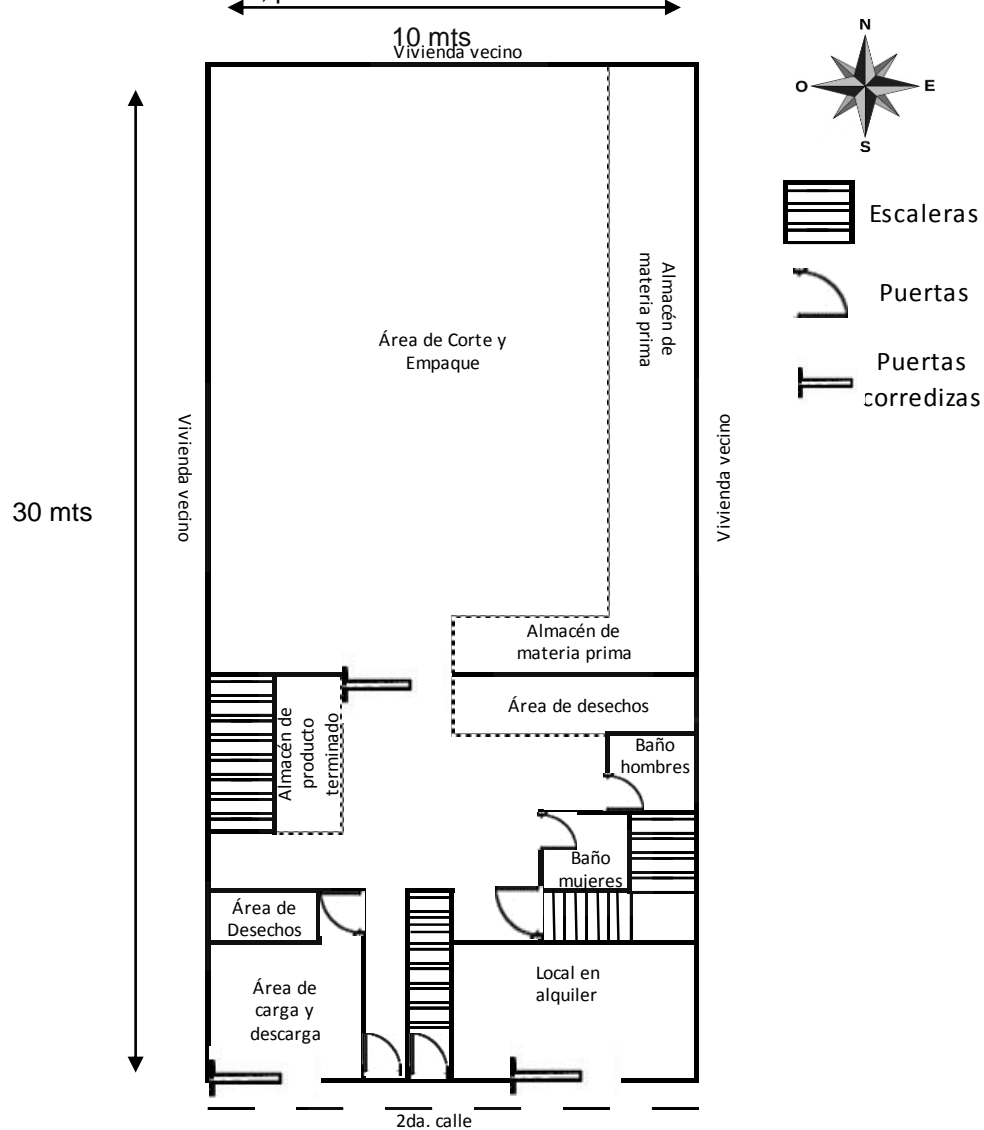 10 mts
Vivienda vecino
N
O
E
S
Escaleras
Puertas
Puertas
corredizas
Almacén de
materia prima
Área de Corte y
Empaque
Vivienda vecino
Vivienda vecino
30 mts
Almacén de
materia prima
Área de desechos
Almacén de
producto
terminado
Baño
hombres
Baño
mujeres
Área de
Desechos
Área de
carga y
descarga
Local en
alquiler
2da. calle